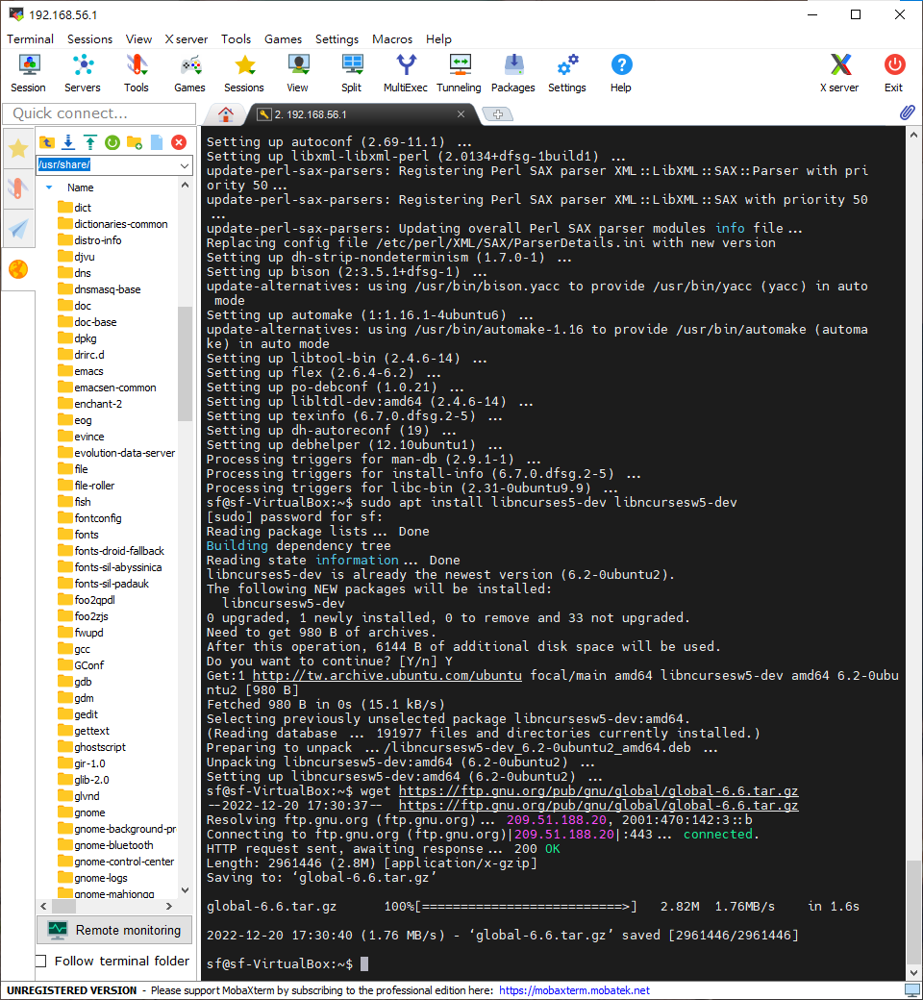 192.168.56.1
Terminal Sessions View X server Tools Games Settings Macros Help
Session Servers Tools Games Sessions View Split MultiExec Tunneling Packages Settings Help X server Exit
Quick connect...
2. 192.168.56.1
/usr/share/
Name
dict
dictionaries-common
distro-info
djvu
dns
dnsmasq-base
doc
doc-base
dpkg
drirc.d
emacs
emacsen-common
enchant-2
eog
evince
evolution-data-server
file
file-roller
fish
fontconfig
fonts
fonts-droid-fallback
fonts-sil-abyssinica
fonts-sil-padauk
foo2qpdl
foo2zjs
fwupd
gcc
GConf
gdb
gdm
gedit
gettext
ghostscript
gir-1.0
glib-2.0
glvnd
gnome
gnome-background-pr
gnome-bluetooth
gnome-control-center
gnome-logs
gnome-mahjongg
Remote monitoring
Follow terminal folder
Setting up autoconf (2.69-11.1) ...
Setting up libxml-libxml-perl (2.0134+dfsg-1build1) ...
update-perl-sax-parsers: Registering Perl SAX parser XML::LibXML::SAX::Parser with pri
ority 50...
update-perl-sax-parsers: Registering Perl SAX parser XML::LibXML::SAX with priority 50
...
update-perl-sax-parsers: Updating overall Perl SAX parser modules info file...
Replacing config file /etc/perl/XML/SAX/ParserDetails.ini with new version
Setting up dh-strip-nondeterminism (1.7.0-1) ...
Setting up bison (2:3.5.1+dfsg-1) ...
update-alternatives: using /usr/bin/bison.yacc to provide /usr/bin/yacc (yacc) in auto
mode
Setting up automake (1:1.16.1-4ubuntu6) ...
update-alternatives: using /usr/bin/automake-1.16 to provide /usr/bin/automake (automa
ke) in auto mode
Setting up libtool-bin (2.4.6-14) ...
Setting up flex (2.6.4-6.2) ...
Setting up po-debconf (1.0.21) ...
Setting up libltdl-dev:amd64 (2.4.6-14) ...
Setting up texinfo (6.7.0.dfsg.2-5) ...
Setting up dh-autoreconf (19) ...
Setting up debhelper (12.10ubuntu1) ...
Processing triggers for man-db (2.9.1-1) ...
Processing triggers for install-info (6.7.0.dfsg.2-5) ...
Processing triggers for libc-bin (2.31-0ubuntu9.9) ...
sf@sf-VirtualBox:~$ sudo apt install libncurses5-dev libncursesw5-dev
[sudo] password for sf:
Reading package lists... Done
Building dependency tree
Reading state information... Done
libncurses5-dev is already the newest version (6.2-0ubuntu2).
The following NEW packages will be installed:
libncursesw5-dev
0 upgraded, 1 newly installed, 0 to remove and 33 not upgraded.
Need to get 980 B of archives.
After this operation, 6144 B of additional disk space will be used.
Do you want to continue? [Y/n] Y
Get:1 http://tw.archive.ubuntu.com/ubuntu focal/main amd64 libncursesw5-dev amd64 6.2-0ubu
ntu2 [980 B]
Fetched 980 B in 0s (15.1 kB/s)
Selecting previously unselected package libncursesw5-dev:amd64.
(Reading database ... 191977 files and directories currently installed.)
Preparing to unpack .../libncursesw5-dev_6.2-0ubuntu2_amd64.deb ...
Unpacking libncursesw5-dev:amd64 (6.2-0ubuntu2) ...
Setting up libncursesw5-dev:amd64 (6.2-0ubuntu2) ...
sf@sf-VirtualBox:~$ wget https://ftp.gnu.org/pub/gnu/global/global-6.6.tar.gz
--2022-12-20 17:30:37-- https://ftp.gnu.org/pub/gnu/global/global-6.6.tar.gz
Resolving ftp.gnu.org (ftp.gnu.org)... 209.51.188.20, 2001:470:142:3::b
Connecting to ftp.gnu.org (ftp.gnu.org)|209.51.188.20|:443... connected.
HTTP request sent, awaiting response... 200 OK
Length: 2961446 (2.8M) [application/x-gzip]
Saving to: ‘global-6.6.tar.gz’
global-6.6.tar.gz 100%[==========================>] 2.82M 1.76MB/s in 1.6s
2022-12-20 17:30:40 (1.76 MB/s) - ‘global-6.6.tar.gz’ saved [2961446/2961446]
sf@sf-VirtualBox:~$
UNREGISTERED VERSION - Please support MobaXterm by subscribing to the professional edition here: https://mobaxterm.mobatek.net